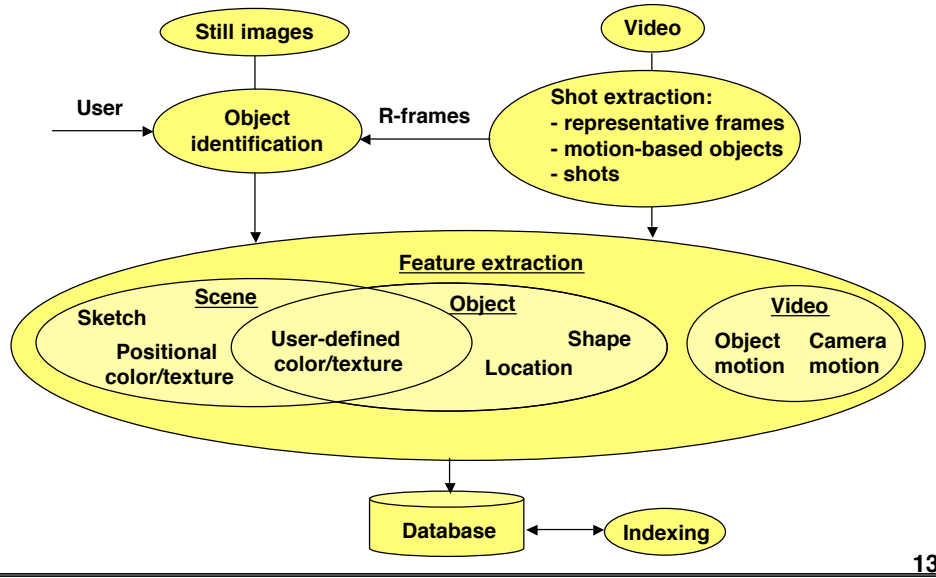 Still images
Video
User
Object
identification
R-frames
Shot extraction:
- representative frames
- motion-based objects
- shots
Feature extraction
Scene
Sketch
Positional
color/texture
User-defined
color/texture
Object
Shape
Location
Video
Object
motion
Camera
motion
Database
Indexing
13